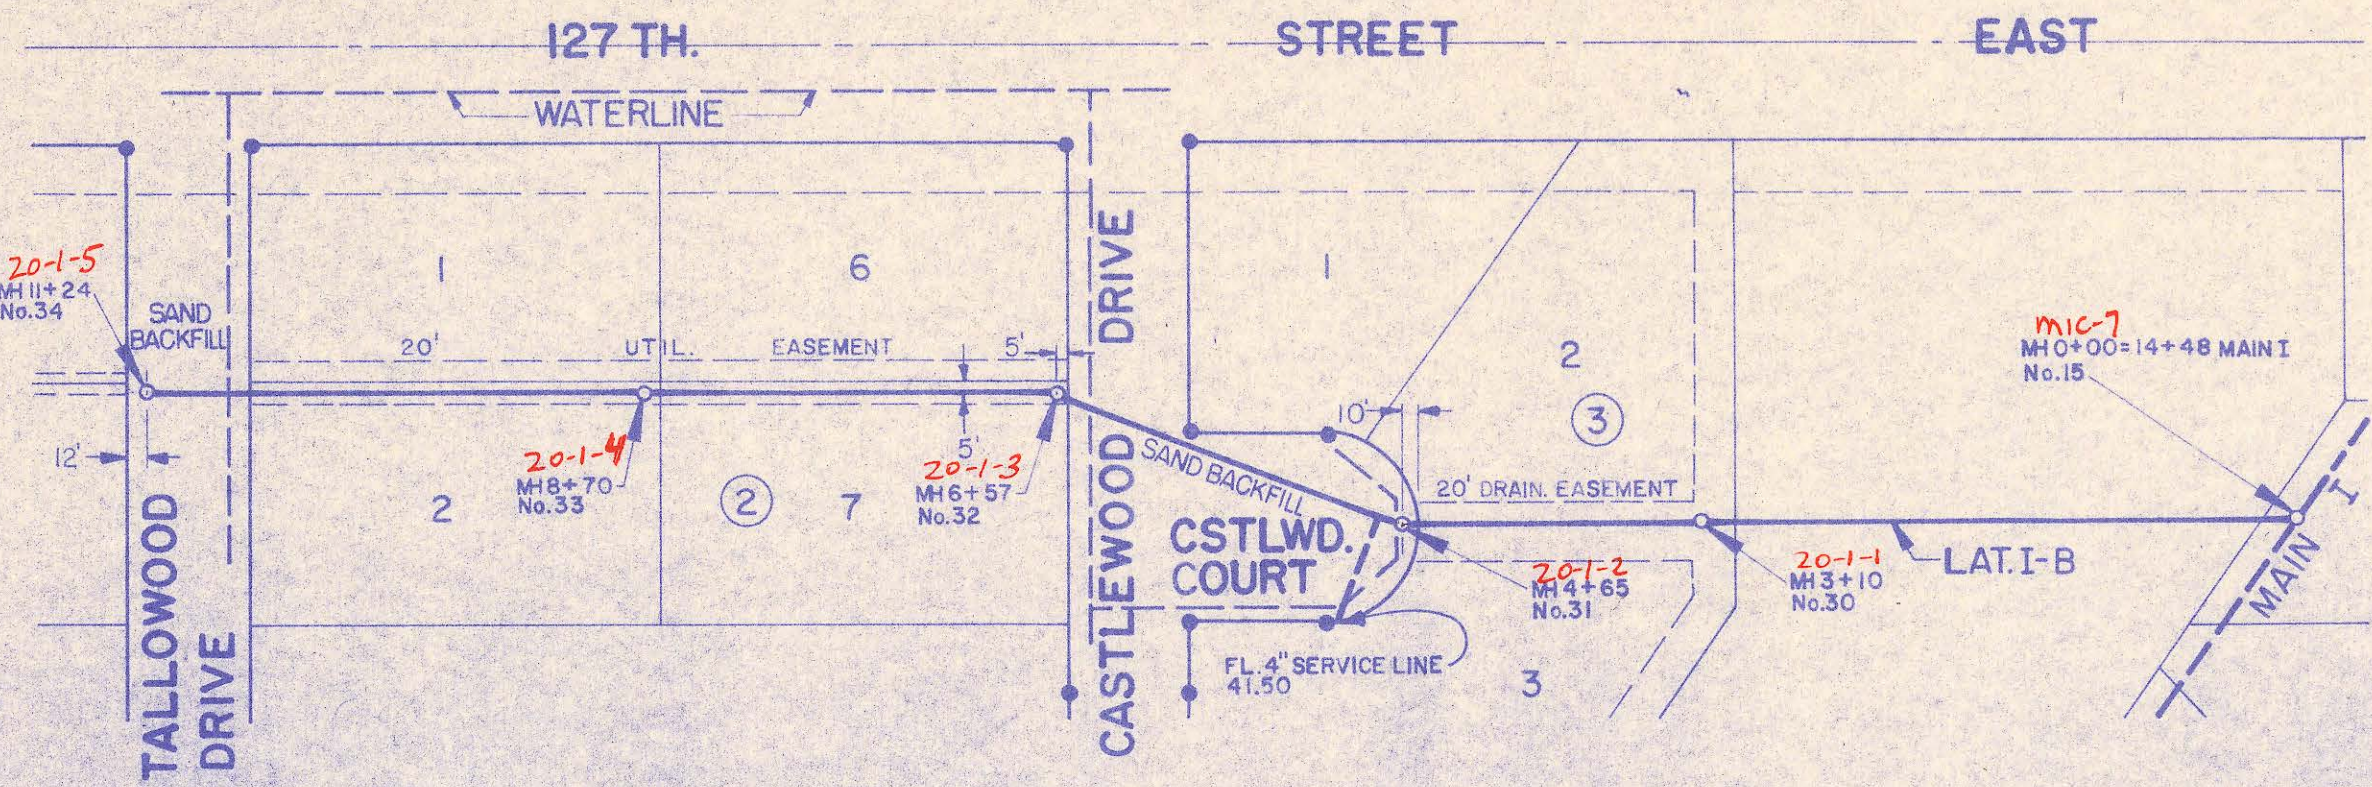 127 TH. STREET EAST
WATERLINE
20-1-5
MH 11+24
No.34
SAND
BACKFILL
1
6
20' UTIL. EASEMENT 5'
5'
12'
20-1-4
MH 8+70
No.33
2
2
7
20-1-3
MH 6+57
No.32
TALLOWOOD
DRIVE
CASTLEWOOD DRIVE
1
2
3
10'
SAND BACKFILL
20' DRAIN. EASEMENT
CSTLWD.
COURT
20-1-2
MH 4+65
No.31
FL. 4" SERVICE LINE
41.50
3
20-1-1
MH 3+10
No.30
LAT. I-B
M1C-7
MH 0+00=14+48 MAIN I
No.15
MAIN I